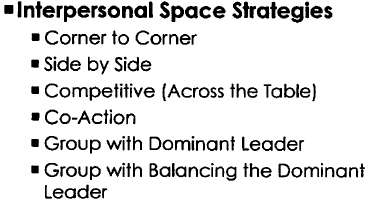 ▪Interpersonal Space Strategies
▪ Corner to Corner
▪ Side by Side
▪ Competitive (Across the Table)
▪ Co-Action
▪ Group with Dominant Leader
▪ Group with Balancing the Dominant
Leader